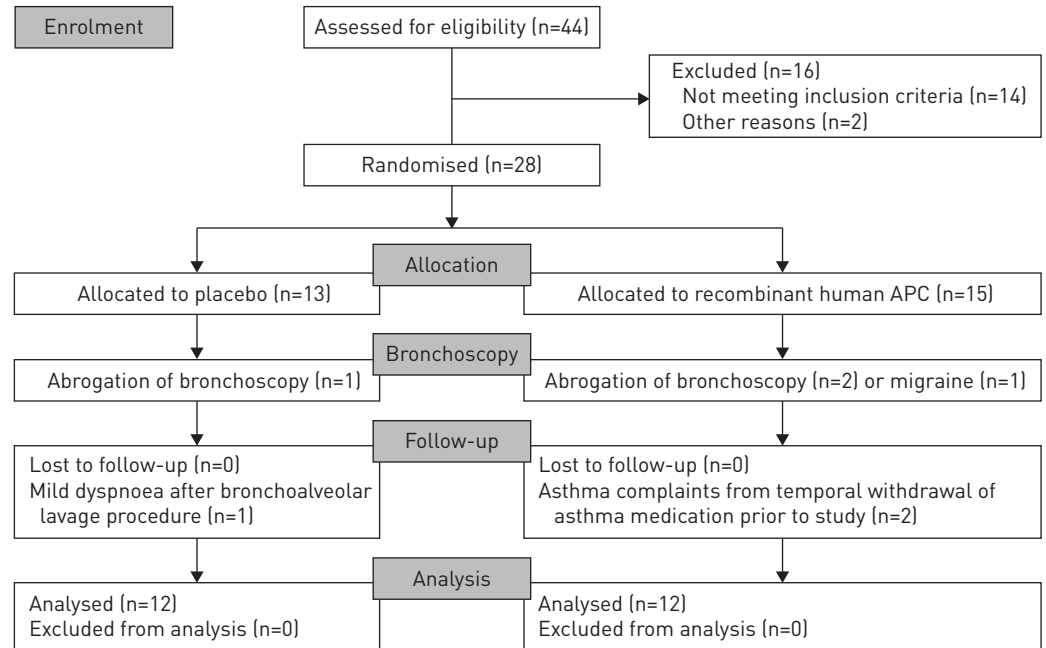 Enrolment
Assessed for eligibility (n=44)
Excluded (n=16)
Not meeting inclusion criteria (n=14)
Other reasons (n=2)
Randomised (n=28)
Allocation
Allocated to placebo (n=13)
Allocated to recombinant human APC (n=15)
Bronchoscopy
Abrogation of bronchoscopy (n=1)
Abrogation of bronchoscopy (n=2) or migraine (n=1)
Follow-up
Lost to follow-up (n=0)
Mild dyspnoea after bronchoalveolar
lavage procedure (n=1)
Lost to follow-up (n=0)
Asthma complaints from temporal withdrawal of
asthma medication prior to study (n=2)
Analysis
Analysed (n=12)
Excluded from analysis (n=0)
Analysed (n=12)
Excluded from analysis (n=0)